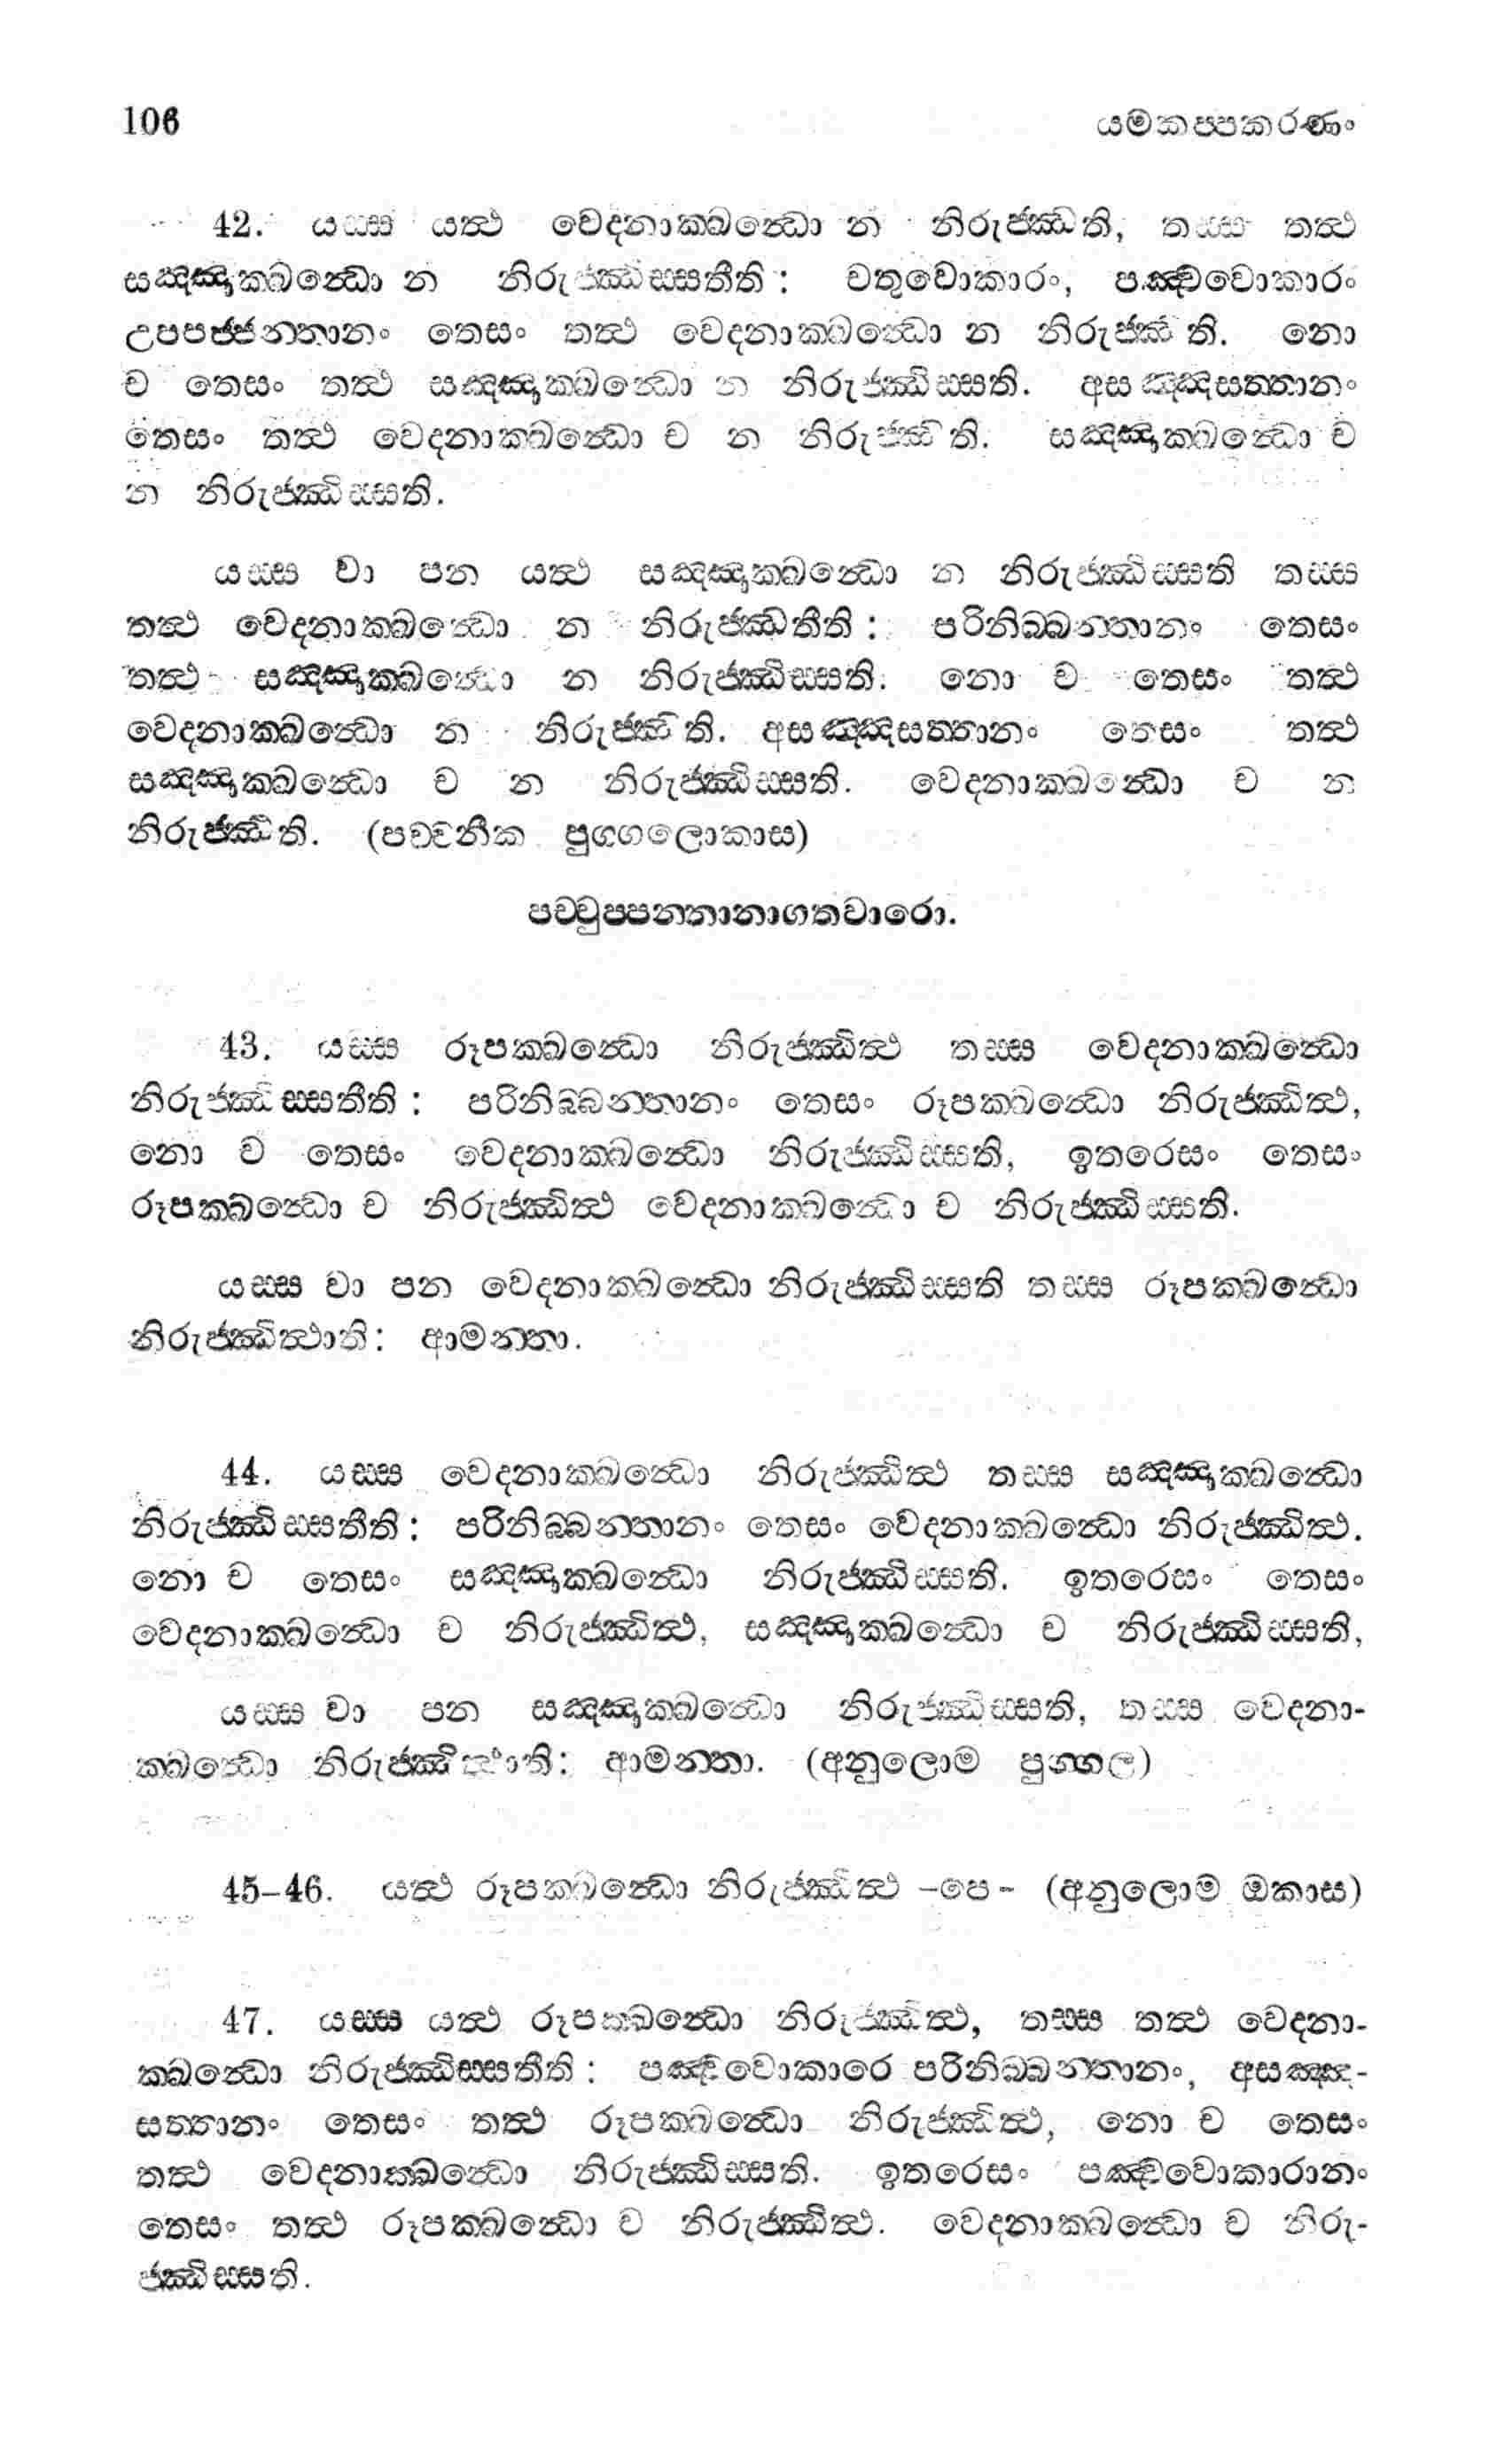 106 යමකප්පකරණං
42. යස්ස යත්ථ වෙදනාක්ඛන්ධො න නිරුජ්ඣති, තස්ස තත්ථ
සඤ්ඤාක්ඛන්ධො න නිරුජ්ඣිස්සතීති: චතුවොකාරං, පඤ්චවොකාරං
උපපජ්ජන්තානං තෙසං තත්ථ වෙදනාක්ඛන්ධො න නිරුජ්ඣති. නො
ච තෙසං තත්ථ සඤ්ඤාක්ඛන්ධො න නිරුජ්ඣිස්සති. අසඤ්ඤසත්තානං
තෙසං තත්ථ වෙදනාක්ඛන්ධො ච න නිරුජ්ඣති. සඤ්ඤාක්ඛන්ධො ච
න නිරුජ්ඣිස්සති.
යස්ස වා පන යත්ථ සඤ්ඤාක්ඛන්ධො න නිරුජ්ඣිස්සති තස්ස
තත්ථ වෙදනාක්ඛන්ධො න නිරුජ්ඣතීති: පරිනිබ්බන්තානං තෙසං
තත්ථ සඤ්ඤාක්ඛන්ධො න නිරුජ්ඣිස්සති. නො ච තෙසං තත්ථ
වෙදනාක්ඛන්ධො න නිරුජ්ඣති. අසඤ්ඤසත්තානං තෙසං තත්ථ
සඤ්ඤාක්ඛන්ධො ච න නිරුජ්ඣිස්සති. වෙදනාක්ඛන්ධො ච න
නිරුජ්ඣති. (පච්චනීක පුග්ගලොකාස)
පච්චුප්පන්නානාගතවාරො.
43. යස්ස රූපක්ඛන්ධො නිරුජ්ඣිත්ථ තස්ස වෙදනාක්ඛන්ධො
නිරුජ්ඣිස්සතීති: පරිනිබ්බන්තානං තෙසං රූපක්ඛන්ධො නිරුජ්ඣිත්ථ,
නො ච තෙසං වෙදනාක්ඛන්ධො නිරුජ්ඣිස්සති, ඉතරෙසං තෙසං
රූපක්ඛන්ධො ච නිරුජ්ඣිත්ථ වෙදනාක්ඛන්ධො ච නිරුජ්ඣිස්සති.
යස්ස වා පන වෙදනාක්ඛන්ධො නිරුජ්ඣිස්සති තස්ස රූපක්ඛන්ධො
නිරුජ්ඣිත්ථාති: ආමන්තා.
44. යස්ස වෙදනාක්ඛන්ධො නිරුජ්ඣිත්ථ තස්ස සඤ්ඤාක්ඛන්ධො
නිරුජ්ඣිස්සතීති: පරිනිබ්බන්තානං තෙසං වෙදනාක්ඛන්ධො නිරුජ්ඣිත්ථ.
නො ච තෙසං සඤ්ඤාක්ඛන්ධො නිරුජ්ඣිස්සති. ඉතරෙසං තෙසං
වෙදනාක්ඛන්ධො ච නිරුජ්ඣිත්ථ, සඤ්ඤාක්ඛන්ධො ච නිරුජ්ඣිස්සති,
යස්ස වා පන සඤ්ඤාක්ඛන්ධො නිරුජ්ඣිස්සති, තස්ස වෙදනා-
ක්ඛන්ධො නිරුජ්ඣිත්ථාති: ආමන්තා. (අනුලොම පුග්ගල)
45-46. යත්ථ රූපක්ඛන්ධො නිරුජ්ඣිත්ථ -පෙ- (අනුලොම ඔකාස)
47. යස්ස යත්ථ රූපක්ඛන්ධො නිරුජ්ඣිත්ථ, තස්ස තත්ථ වෙදනා-
ක්ඛන්ධො නිරුජ්ඣිස්සතීති: පඤ්චවොකාරෙ පරිනිබ්බන්තානං, අසඤ්ඤ-
සත්තානං තෙසං තත්ථ රූපක්ඛන්ධො නිරුජ්ඣිත්ථ, නො ච තෙසං
තත්ථ වෙදනාක්ඛන්ධො නිරුජ්ඣිස්සති. ඉතරෙසං පඤ්චවොකාරානං
තෙසං තත්ථ රූපක්ඛන්ධො ච නිරුජ්ඣිත්ථ. වෙදනාක්ඛන්ධො ච නිරු-
ජ්ඣිස්සති.